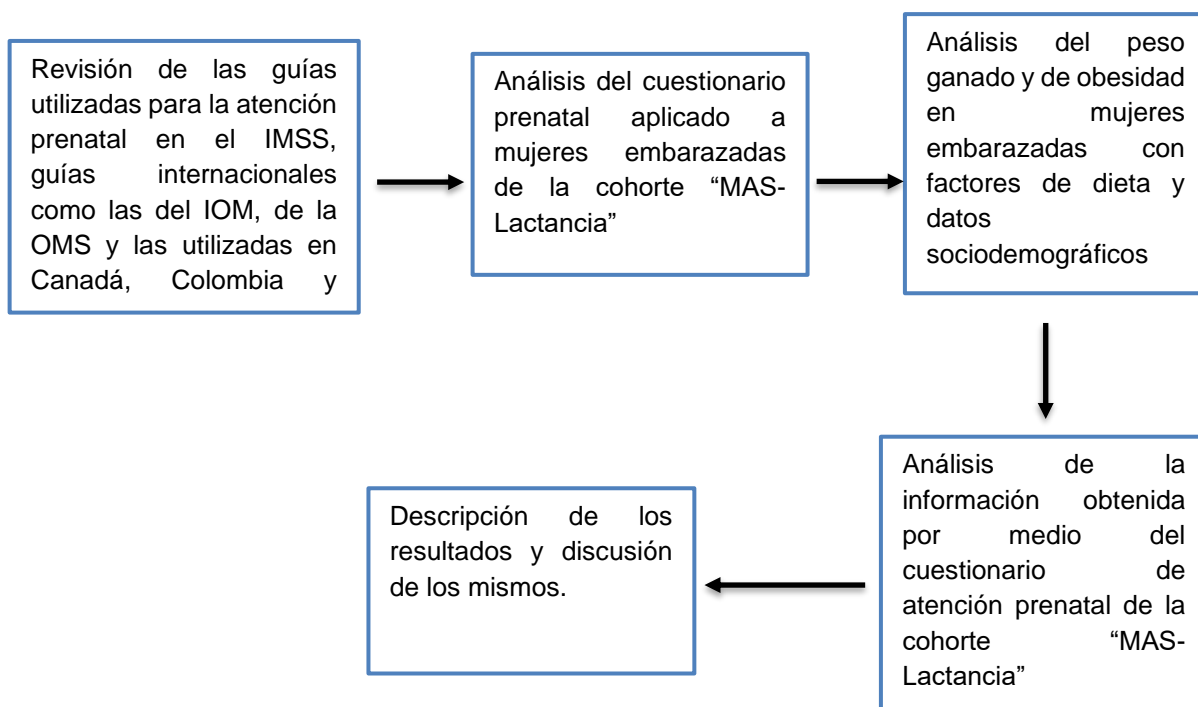 Revisión de las guías
utilizadas para la atención
prenatal en el IMSS,
guías internacionales
como las del IOM, de la
OMS y las utilizadas en
Canadá, Colombia y
Análisis del cuestionario
prenatal aplicado a
mujeres embarazadas
de la cohorte “MAS-
Lactancia”
Análisis del peso
ganado y de obesidad
en mujeres
embarazadas con
factores de dieta y
datos
sociodemográficos
Análisis de la
información obtenida
por medio del
cuestionario de
atención prenatal de la
cohorte “MAS-
Lactancia”
Descripción de los
resultados y discusión
de los mismos.